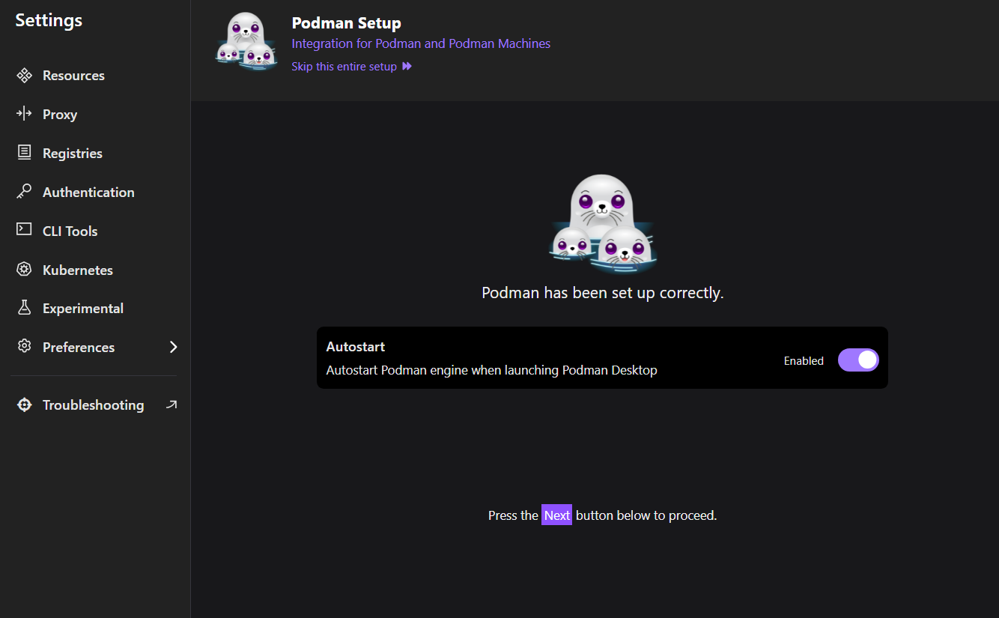 Settings
Resources
Proxy
Registries
Authentication
CLI Tools
Kubernetes
Experimental
Preferences
Troubleshooting
Podman Setup
Integration for Podman and Podman Machines
Skip this entire setup
Podman has been set up correctly.
Autostart
Autostart Podman engine when launching Podman Desktop
Enabled
Press the Next button below to proceed.